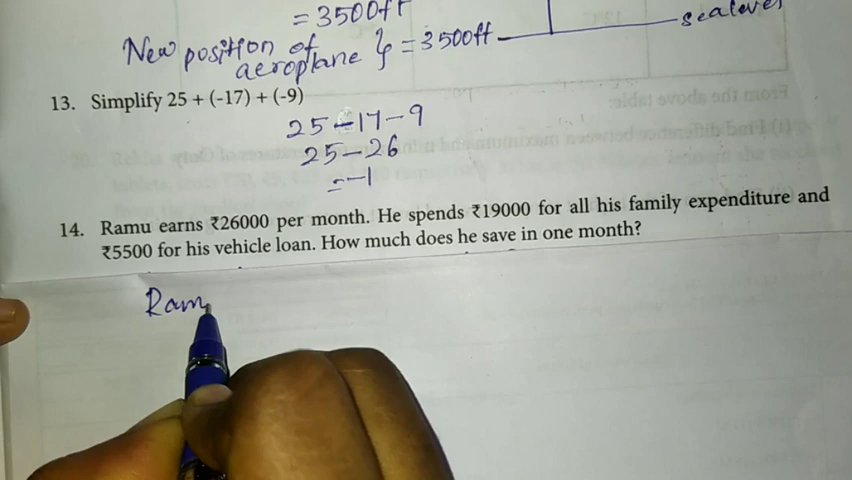 = 3500ft
New position of
aeroplane } = 3500ft
sealevel
13. Simplify 25 + (-17) + (-9)
25 - 17 - 9
25 - 26
= -1
14. Ramu earns ₹26000 per month. He spends ₹19000 for all his family expenditure and
₹5500 for his vehicle loan. How much does he save in one month?
Ram